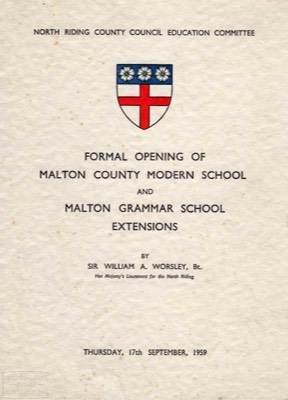 NORTH RIDING COUNTY COUNCIL EDUCATION COMMITTEE
FORMAL OPENING OF
MALTON COUNTY MODERN SCHOOL
AND
MALTON GRAMMAR SCHOOL
EXTENSIONS
BY
SIR WILLIAM A. WORSLEY, Bt.
Her Majesty's Lieutenant for the North Riding
THURSDAY, 17th SEPTEMBER, 1959